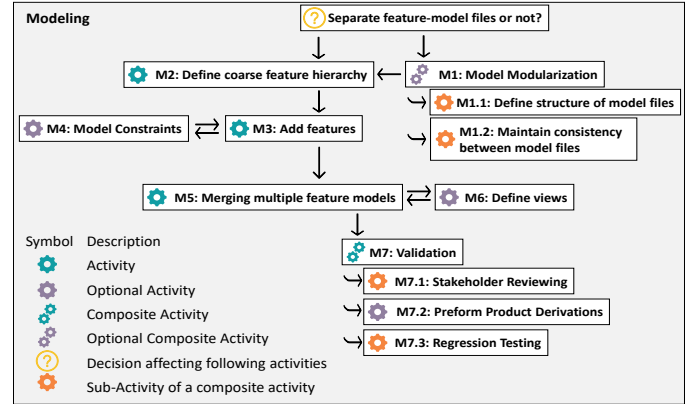 Modeling
Separate feature-model files or not?
M2: Define coarse feature hierarchy
M1: Model Modularization
M1.1: Define structure of model files
M4: Model Constraints
M3: Add features
M1.2: Maintain consistency
between model files
M5: Merging multiple feature models
M6: Define views
Symbol Description
Activity
Optional Activity
Composite Activity
Optional Composite Activity
Decision affecting following activities
Sub-Activity of a composite activity
M7: Validation
M7.1: Stakeholder Reviewing
M7.2: Preform Product Derivations
M7.3: Regression Testing